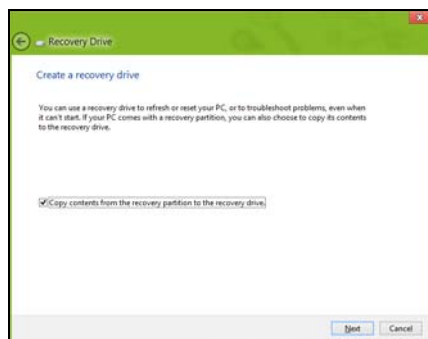 Recovery Drive
Create a recovery drive
You can use a recovery drive to refresh or reset your PC, or to troubleshoot problems, even when
it can't start. If your PC comes with a recovery partition, you can also choose to copy its contents
to the recovery drive.
Copy contents from the recovery partition to the recovery drive.
Next Cancel